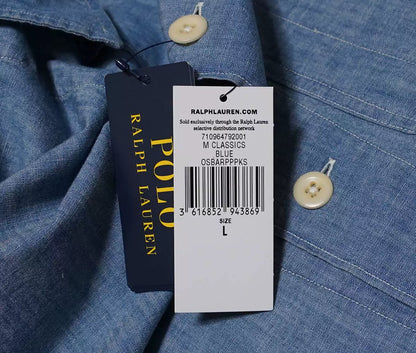 POLO
RALPH LAUREN
RALPHLAUREN.COM
Sold exclusively through the Ralph Lauren
selective distribution network
710964792001
M CLASSICS
BLUE
OSBARPPPKS
3 616852 943869
SIZE
L